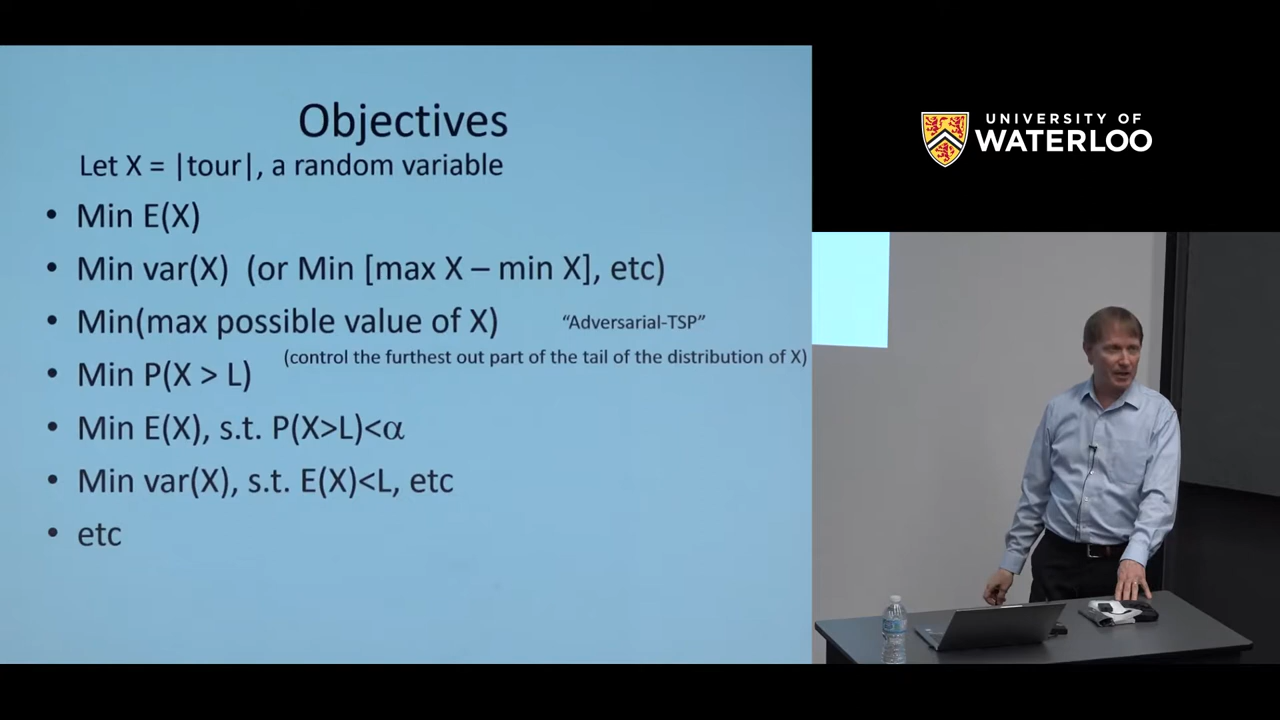 Objectives
Let X = |tour|, a random variable
• Min E(X)
• Min var(X) (or Min [max X – min X], etc)
• Min(max possible value of X) “Adversarial-TSP”
(control the furthest out part of the tail of the distribution of X)
• Min P(X > L)
• Min E(X), s.t. P(X>L)<α
• Min var(X), s.t. E(X)<L, etc
• etc
UNIVERSITY OF
WATERLOO